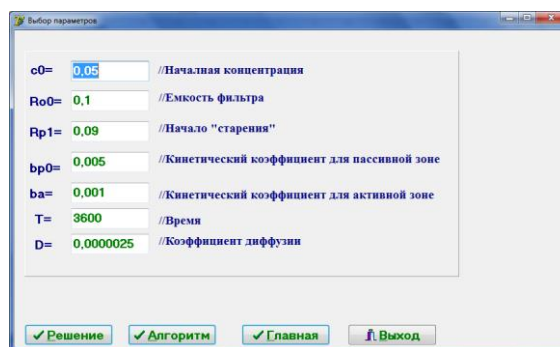 Выбор параметров
c0= 0,05 //Началная концентрация
Ro0= 0,1 //Емкость фильтра
Rp1= 0,09 //Начало "старения"
bp0= 0,005 //Кинетический коэффициент для пассивной зоне
ba= 0,001 //Кинетический коэффициент для активной зоне
T= 3600 //Время
D= 0,0000025 //Коэффициент диффузии
Решение Алгоритм Главная Выход